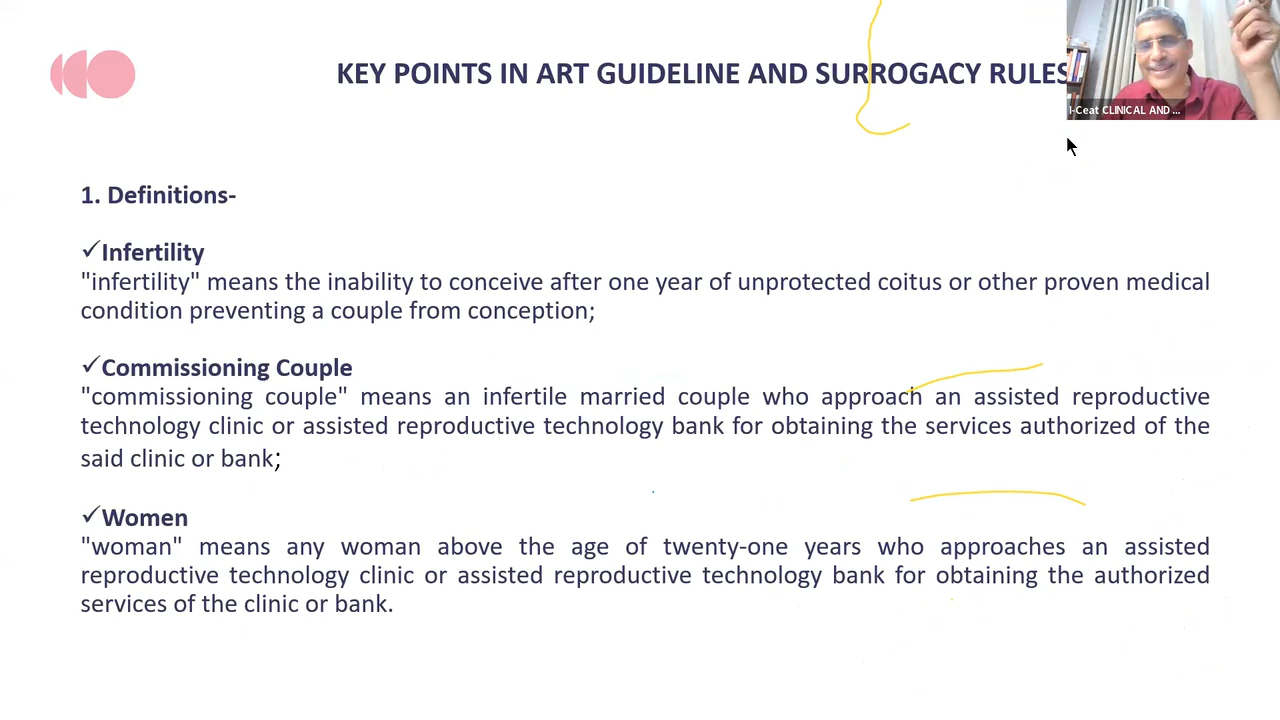 KEY POINTS IN ART GUIDELINE AND SURROGACY RULES
I-Ceat CLINICAL AND ...
1. Definitions-
✓Infertility
"infertility" means the inability to conceive after one year of unprotected coitus or other proven medical
condition preventing a couple from conception;
✓Commissioning Couple
"commissioning couple" means an infertile married couple who approach an assisted reproductive
technology clinic or assisted reproductive technology bank for obtaining the services authorized of the
said clinic or bank;
✓Women
"woman" means any woman above the age of twenty-one years who approaches an assisted
reproductive technology clinic or assisted reproductive technology bank for obtaining the authorized
services of the clinic or bank.